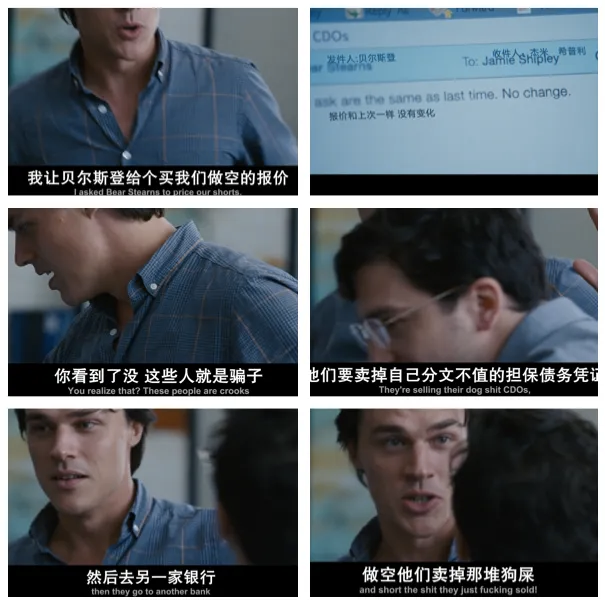 我让贝尔斯登给个买我们做空的报价
I asked Bear Stearns to price our shorts.
Reply All
Forward
CDOs
发件人:贝尔斯登
收件人:杰米 希普利
ear Stearns
To: Jamie Shipley
ask are the same as last time. No change.
报价和上次一样 没有变化
你看到了没 这些人就是骗子
You realize that? These people are crooks
他们要卖掉自己分文不值的担保债务凭证
They're selling their dog shit CDOs,
然后去另一家银行
then they go to another bank
做空他们卖掉那堆狗屎
and short the shit they just fucking sold!